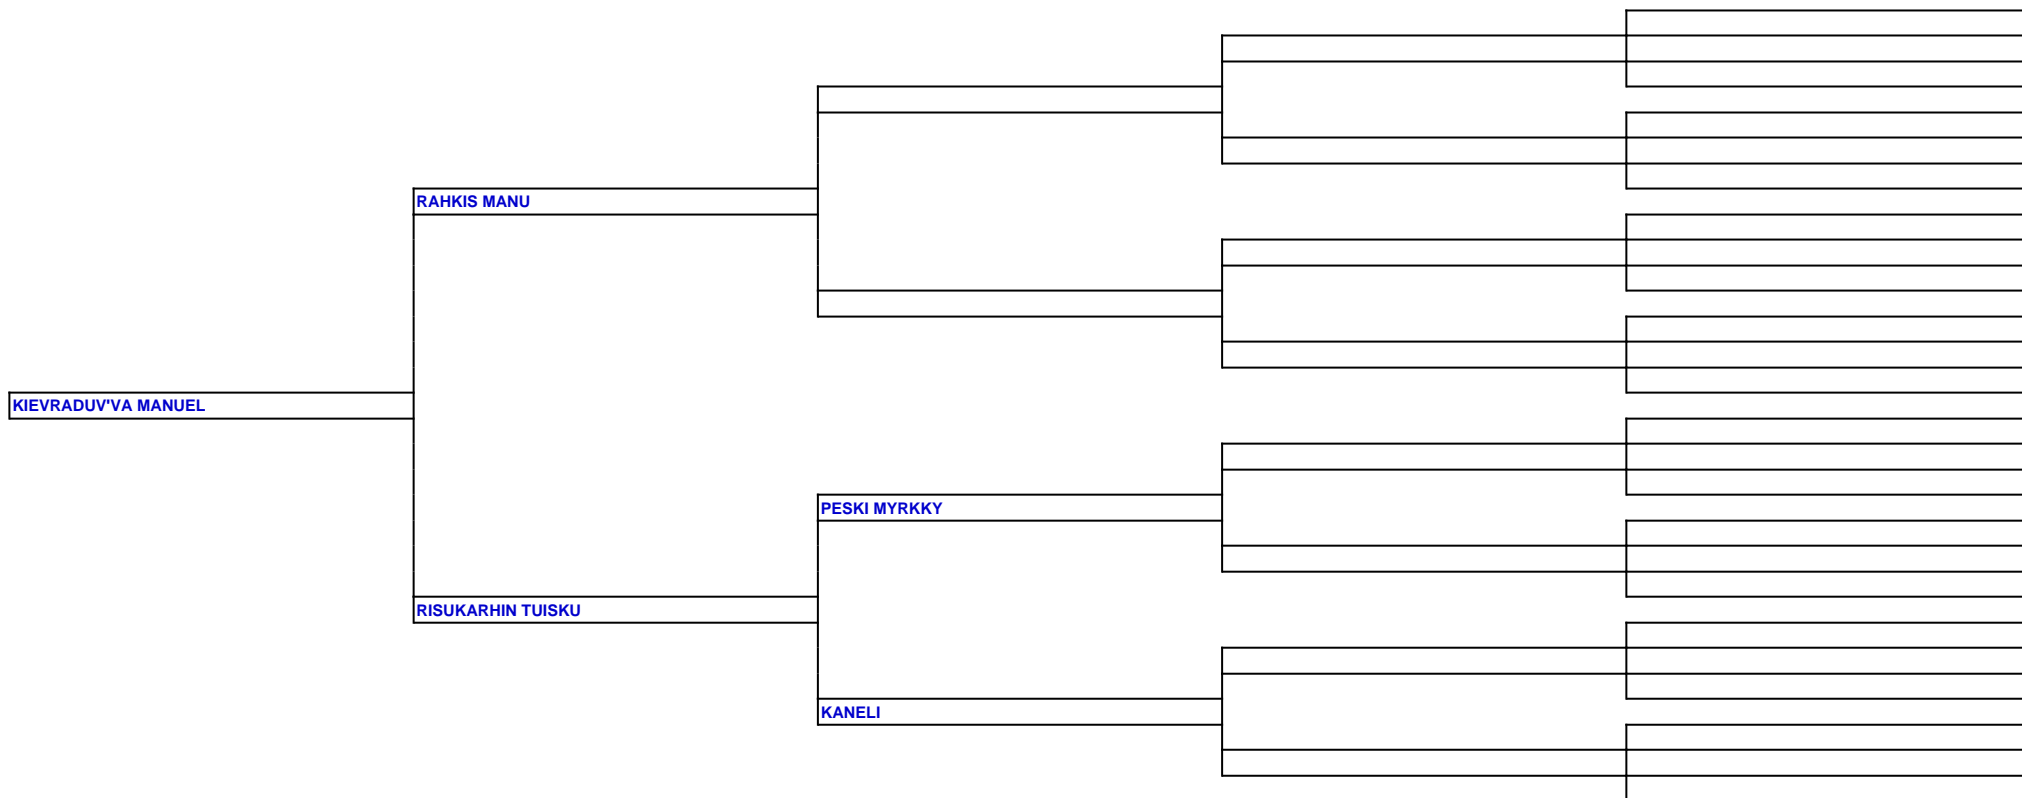 RAHKIS MANU
KIEVRADUV'VA MANUEL
PESKI MYRKKY
RISUKARHIN TUISKU
KANELI